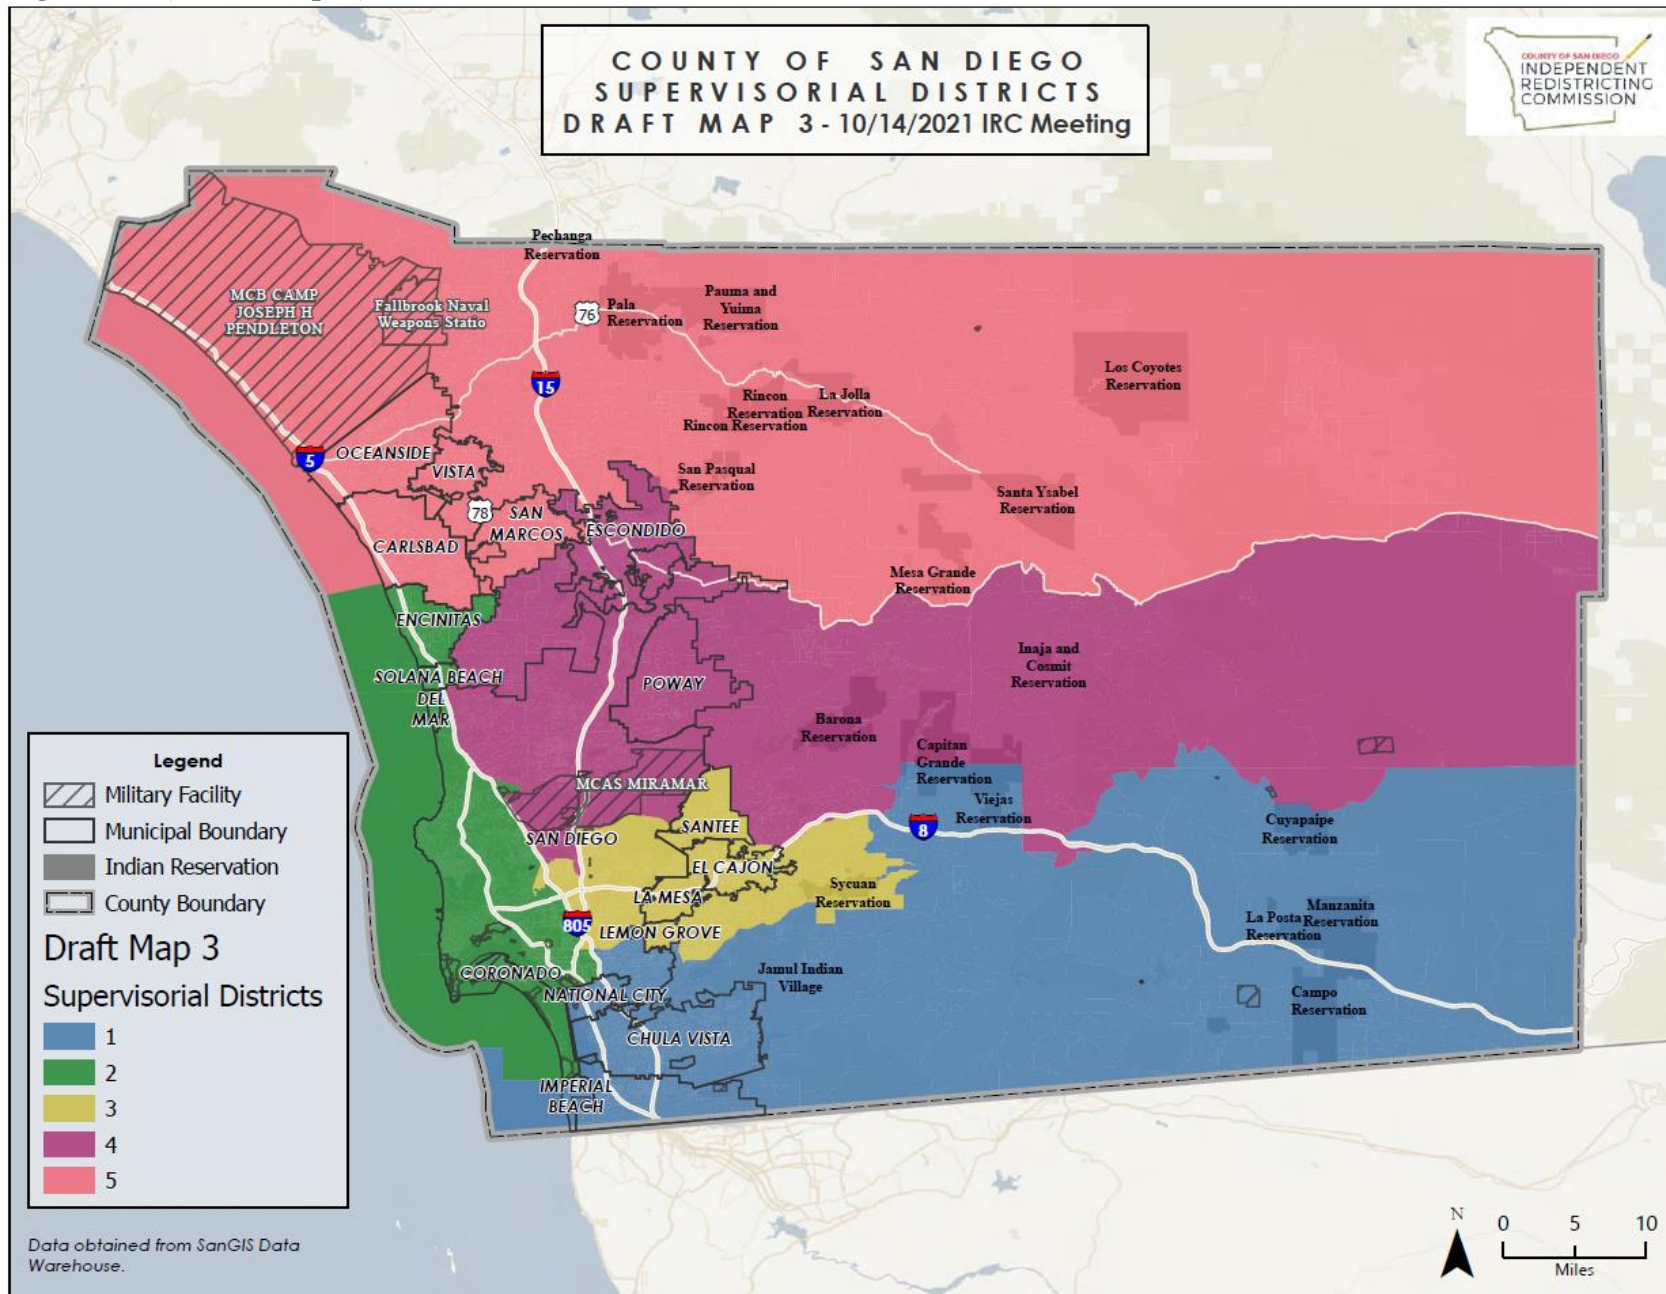 COUNTY OF SAN DIEGO
SUPERVISORIAL DISTRICTS
DRAFT MAP 3 - 10/14/2021 IRC Meeting
COUNTY OF SAN DIEGO
INDEPENDENT
REDISTRICTING
COMMISSION
Pechanga
Reservation
MCB CAMP
JOSEPH H
PENDLETON
Fallbrook Naval
Weapons Statio
76
Pala
Reservation
Pauma and
Yuima
Reservation
15
Los Coyotes
Reservation
Rincon
Reservation
La Jolla
Reservation
Rincon Reservation
5
OCEANSIDE
VISTA
San Pasqual
Reservation
78
SAN
MARCOS
ESCONDIDO
Santa Ysabel
Reservation
CARLSBAD
Mesa Grande
Reservation
ENCINITAS
Inaja and
Cosmit
Reservation
SOLANA BEACH
DEL
MAR
POWAY
Barona
Reservation
Capitan
Grande
Reservation
MCAS MIRAMAR
Viejas
Reservation
SAN DIEGO
SANTEE
8
Cuyapaipe
Reservation
EL CAJON
LA MESA
Sycuan
Reservation
805
LEMON GROVE
La Posta
Reservation
Manzanita
Reservation
CORONADO
NATIONAL CITY
Jamul Indian
Village
Campo
Reservation
CHULA VISTA
IMPERIAL
BEACH
Legend
Military Facility
Municipal Boundary
Indian Reservation
County Boundary
Draft Map 3
Supervisorial Districts
1
2
3
4
5
Data obtained from SanGIS Data
Warehouse.
N
0 5 10
Miles